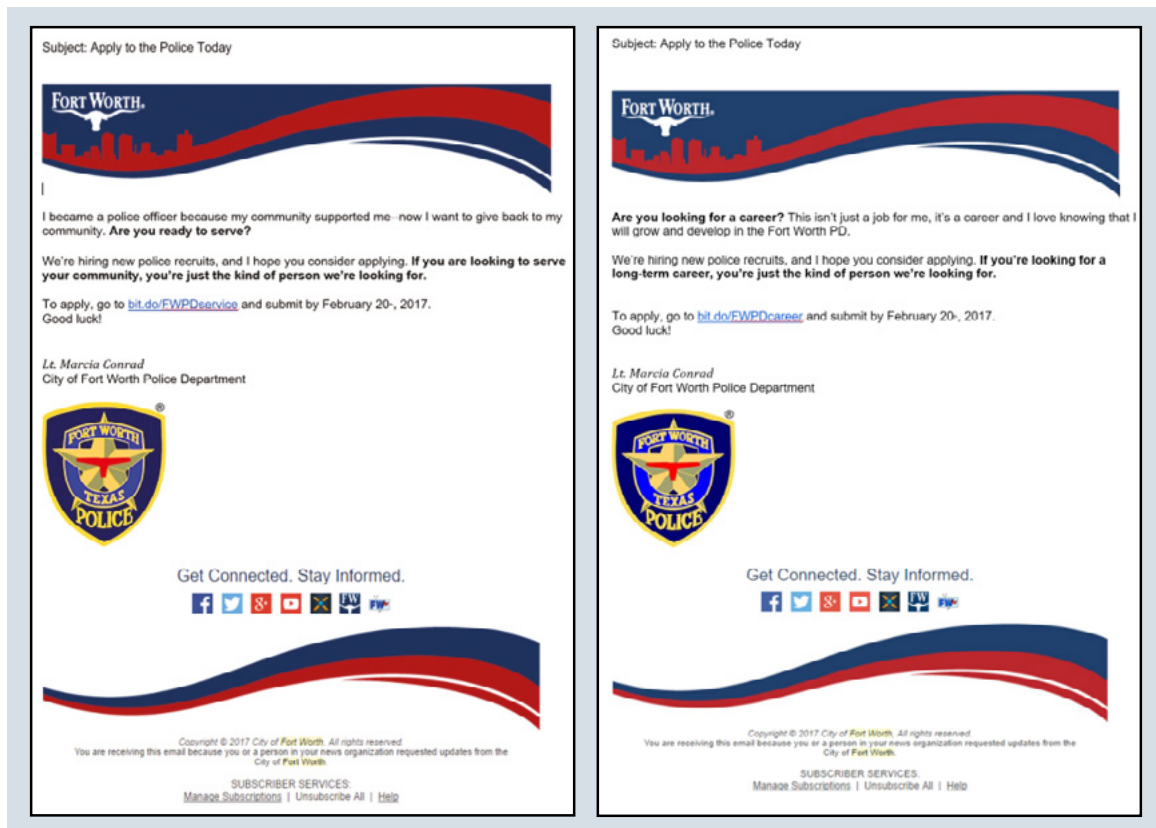 Subject: Apply to the Police Today
FORT WORTH®
I became a police officer because my community supported me--now I want to give back to my
community. Are you ready to serve?
We're hiring new police recruits, and I hope you consider applying. If you are looking to serve
your community, you're just the kind of person we're looking for.
To apply, go to bit.do/FWPDservice and submit by February 20-, 2017.
Good luck!
Lt. Marcia Conrad
City of Fort Worth Police Department
®
FORT WORTH
TEXAS
POLICE
Get Connected. Stay Informed.
f g+ FW FW
Copyright © 2017 City of Fort Worth. All rights reserved.
You are receiving this email because you or a person in your news organization requested updates from the
City of Fort Worth.
SUBSCRIBER SERVICES:
Manage Subscriptions | Unsubscribe All | Help
Subject: Apply to the Police Today
FORT WORTH®
Are you looking for a career? This isn't just a job for me, it's a career and I love knowing that I
will grow and develop in the Fort Worth PD.
We're hiring new police recruits, and I hope you consider applying. If you're looking for a
long-term career, you're just the kind of person we're looking for.
To apply, go to bit.do/FWPDcareer and submit by February 20-, 2017.
Good luck!
Lt. Marcia Conrad
City of Fort Worth Police Department
®
FORT WORTH
TEXAS
POLICE
Get Connected. Stay Informed.
f g+ FW FW
Copyright © 2017 City of Fort Worth. All rights reserved.
You are receiving this email because you or a person in your news organization requested updates from the
City of Fort Worth.
SUBSCRIBER SERVICES:
Manage Subscriptions | Unsubscribe All | Help